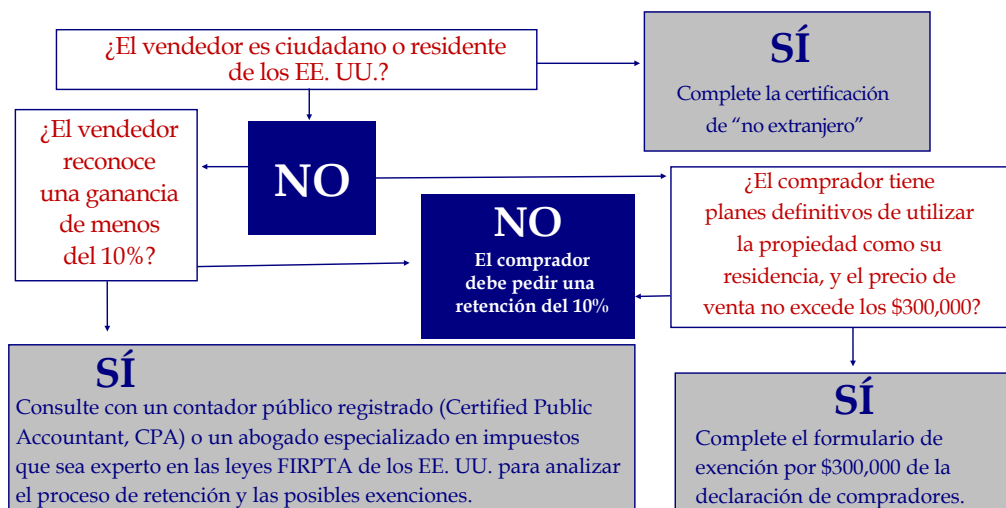 ¿El vendedor es ciudadano o residente
de los EE. UU.?
SÍ
Complete la certificación
de “no extranjero”
¿El vendedor
reconoce
una ganancia
de menos
del 10%?
NO
¿El comprador tiene
planes definitivos de utilizar
la propiedad como su
residencia, y el precio de
venta no excede los $300,000?
NO
El comprador
debe pedir una
retención del 10%
SÍ
Consulte con un contador público registrado (Certified Public
Accountant, CPA) o un abogado especializado en impuestos
que sea experto en las leyes FIRPTA de los EE. UU. para analizar
el proceso de retención y las posibles exenciones.
SÍ
Complete el formulario de
exención por $300,000 de la
declaración de compradores.